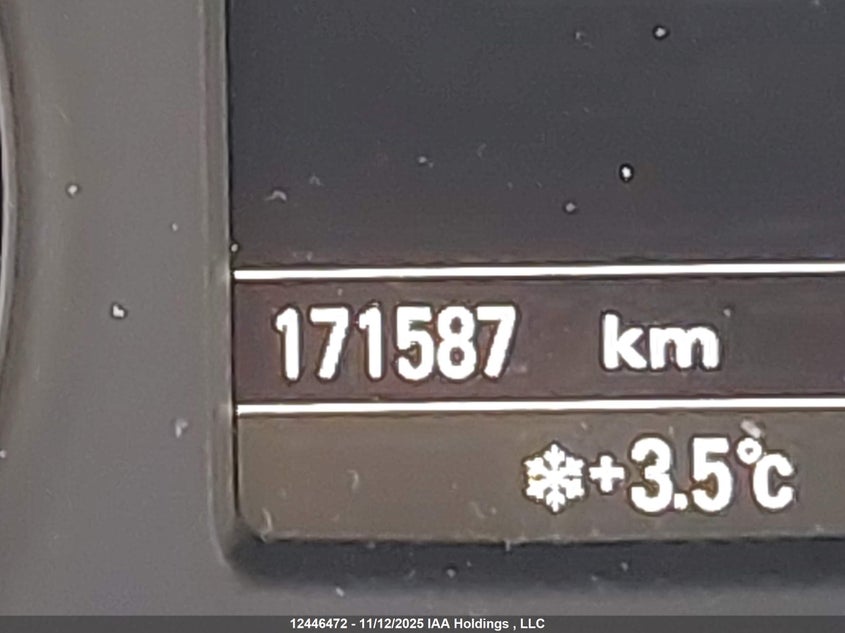 171587 km
❄+3.5°C
12446472 - 11/12/2025 IAA Holdings , LLC